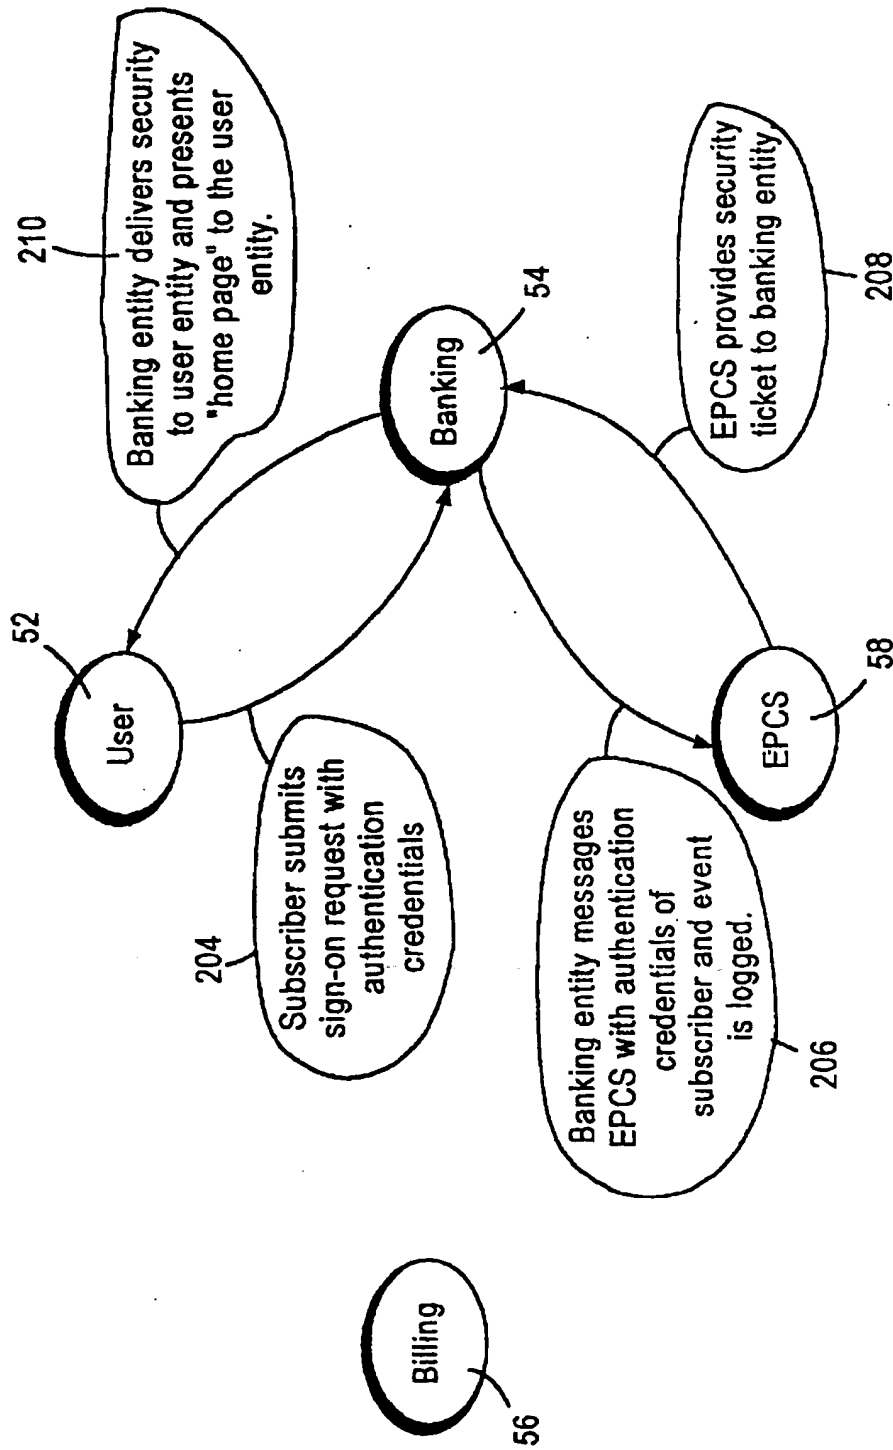 52
User
210
Banking entity delivers security
to user entity and presents
"home page" to the user
entity.
204
Subscriber submits
sign-on request with
authentication
credentials
Banking
54
Billing
56
Banking entity messages
EPCS with authentication
credentials of
subscriber and event
is logged.
206
EPCS
58
EPCS provides security
ticket to banking entity
208